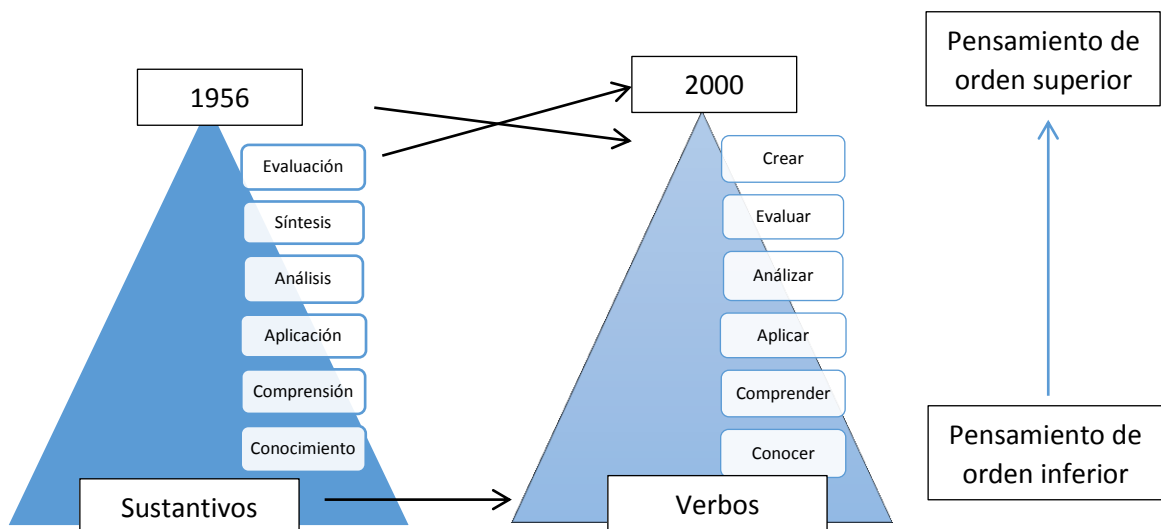 1956
Evaluación
Síntesis
Análisis
Aplicación
Comprensión
Conocimiento
Sustantivos
2000
Crear
Evaluar
Análizar
Aplicar
Comprender
Conocer
Verbos
Pensamiento de
orden superior
Pensamiento de
orden inferior